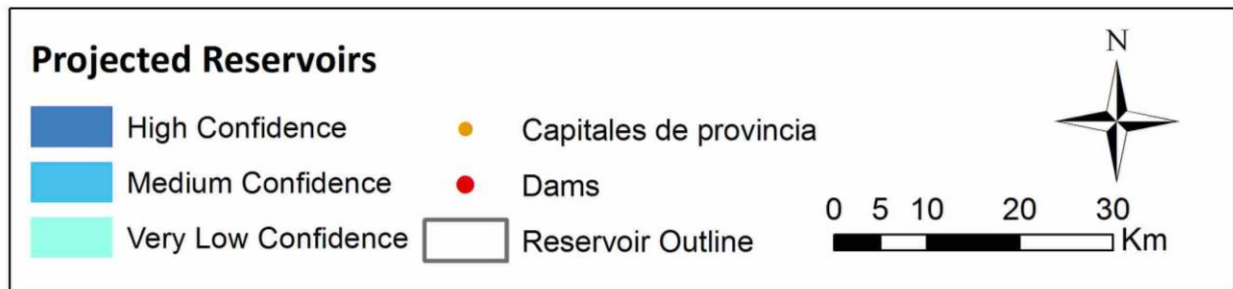 Projected Reservoirs
High Confidence
Medium Confidence
Very Low Confidence
Capitales de provincia
Dams
Reservoir Outline
N
0 5 10 20 30
Km